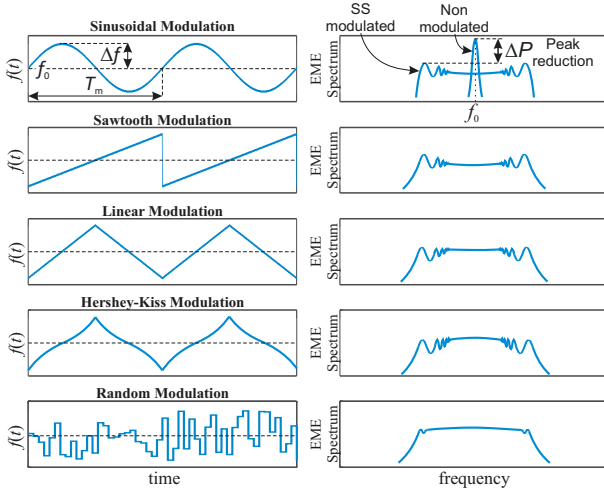 Sinusoidal Modulation
f(t)
f0
Δf
Tm
SS
modulated
Non
modulated
ΔP
Peak
reduction
EME
Spectrum
f0
Sawtooth Modulation
f(t)
EME
Spectrum
Linear Modulation
f(t)
EME
Spectrum
Hershey-Kiss Modulation
f(t)
EME
Spectrum
Random Modulation
f(t)
EME
Spectrum
time
frequency